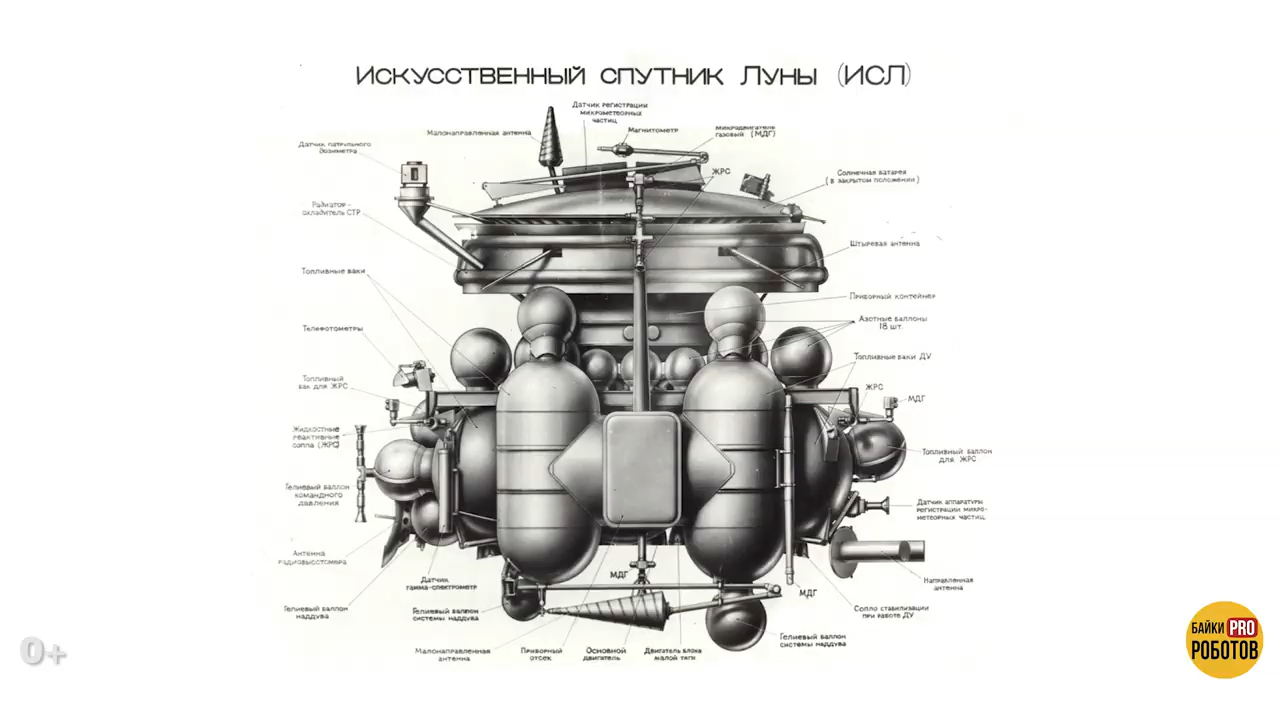 Искусственный спутник Луны (ИСЛ)
Датчик регистрации
микрометеорных
частиц
Малонаправленная антенна
Магнитометр
Микродвигатель
газовый (МДГ)
Датчик патрульного
дозиметра
ЖРС
Солнечная батарея
(в закрытом положении)
Радиатор-
охладитель СТР
Штыревая антенна
Топливные баки
Приборный контейнер
Азотные баллоны
18 шт.
Телефотометры
Топливные баки ДУ
Топливный
бак для ЖРС
ЖРС
МДГ
Жидкостные
реактивные
сопла (ЖРС)
Топливный баллон
для ЖРС
Гелиевый баллон
командного
давления
Датчик аппаратуры
регистрации микро-
метеорных частиц
Антенна
радиовысотомера
Датчик
гамма-спектрометр
МДГ
МДГ
Направленная
антенна
Гелиевый баллон
наддува
Гелиевый баллон
системы наддува
Сопло стабилизации
при работе ДУ
Гелиевый баллон
системы наддува
Малонаправленная
антенна
Приборный
отсек
Основной
двигатель
Двигатель блока
малой тяги
0+
БАЙКИ PRO
РОБОТОВ